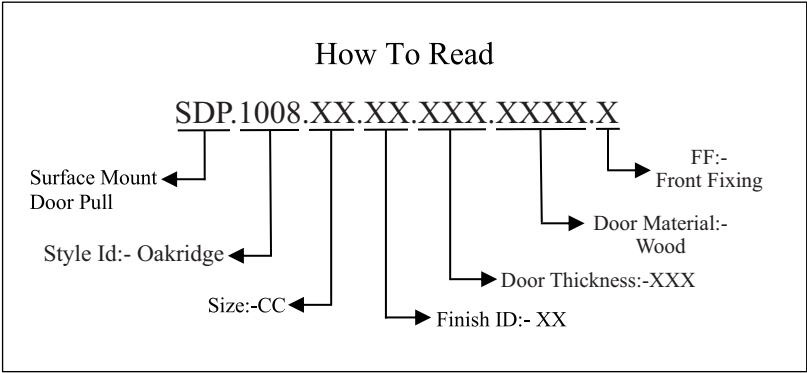 How To Read
SDP.1008.XX.XX.XXX.XXXX.X
FF:-
Front Fixing
Surface Mount
Door Pull
Door Material:-
Wood
Style Id:- Oakridge
Door Thickness:-XXX
Size:-CC
Finish ID:- XX